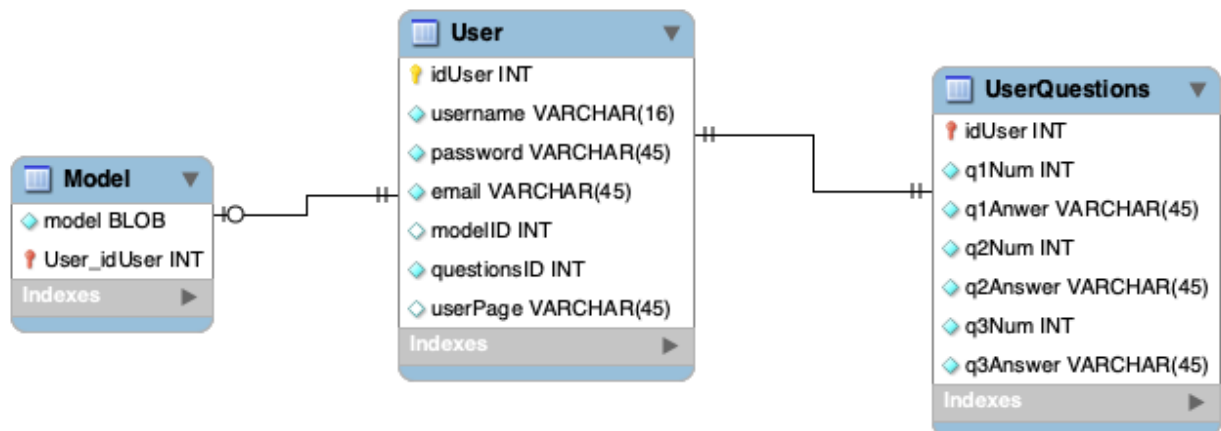 Model
model BLOB
User_idUser INT
Indexes
User
idUser INT
username VARCHAR(16)
password VARCHAR(45)
email VARCHAR(45)
modelID INT
questionsID INT
userPage VARCHAR(45)
Indexes
UserQuestions
idUser INT
q1Num INT
q1Anwer VARCHAR(45)
q2Num INT
q2Answer VARCHAR(45)
q3Num INT
q3Answer VARCHAR(45)
Indexes